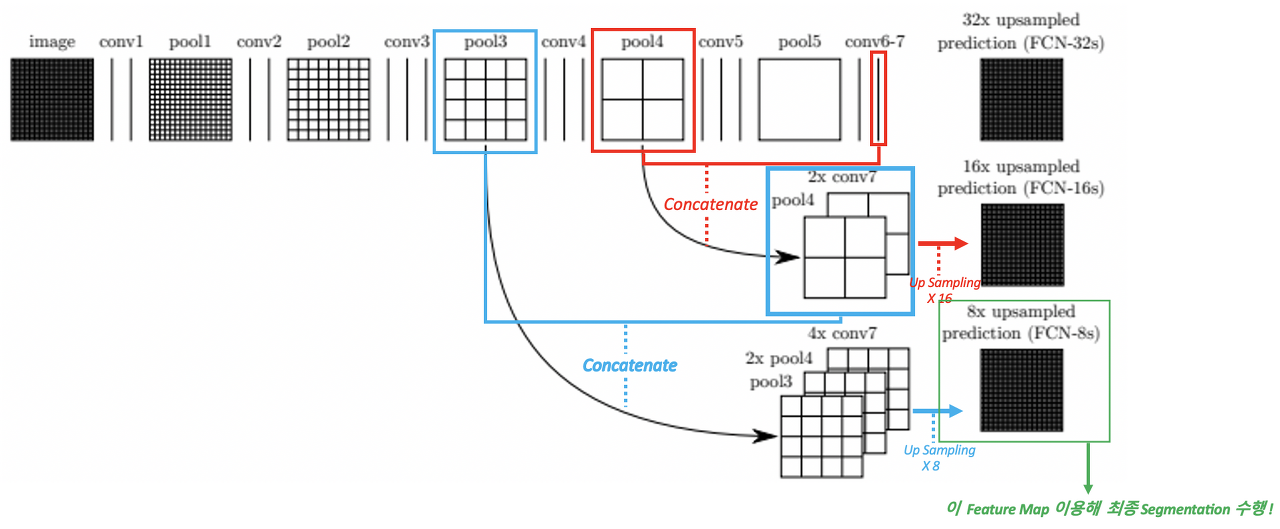 32x upsampled
prediction (FCN-32s)
image
conv1
pool1
conv2
pool2
conv3
pool3
conv4
pool4
conv5
pool5
conv6-7
16x upsampled
prediction (FCN-16s)
2x conv7
pool4
Concatenate
Up Sampling
X 16
8x upsampled
prediction (FCN-8s)
4x conv7
2x pool4
pool3
Concatenate
Up Sampling
X 8
이 Feature Map 이용해 최종 Segmentation 수행!